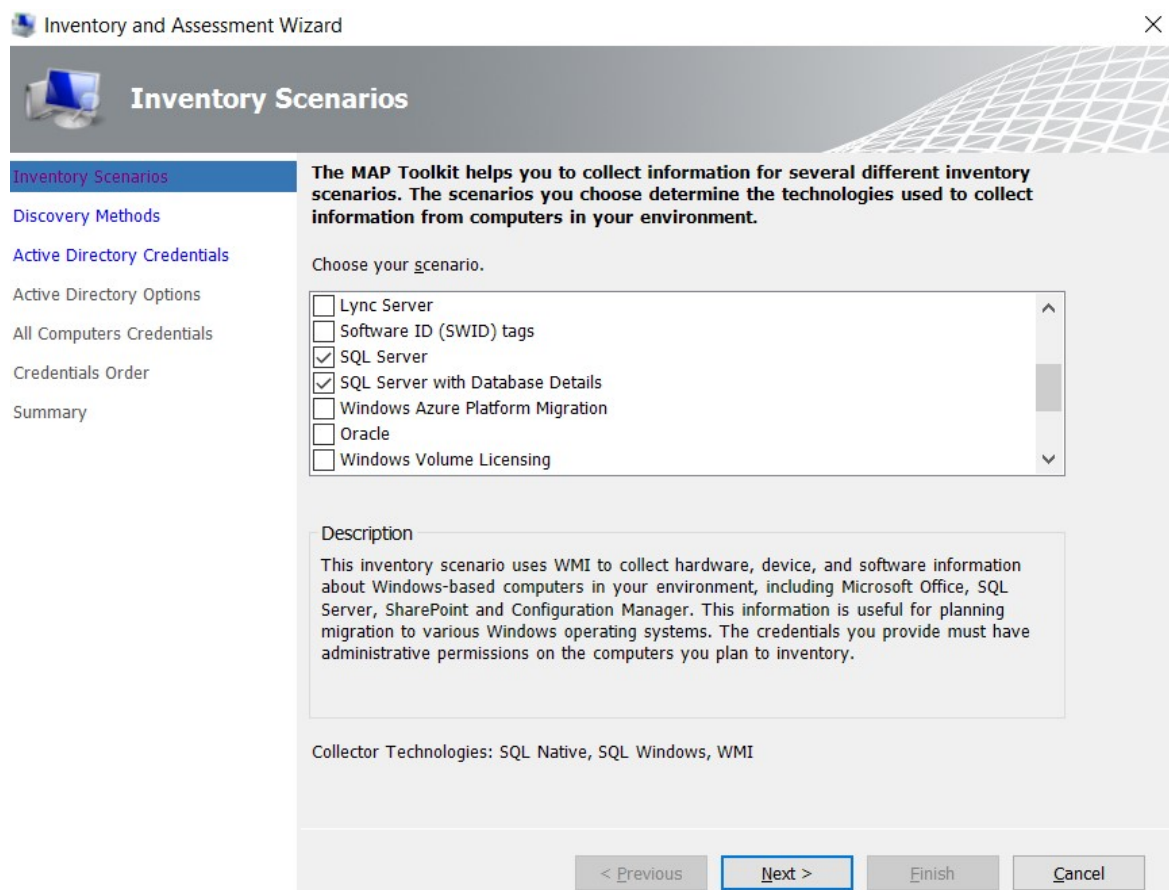 Inventory and Assessment Wizard
Inventory Scenarios
Inventory Scenarios
Discovery Methods
Active Directory Credentials
Active Directory Options
All Computers Credentials
Credentials Order
Summary
The MAP Toolkit helps you to collect information for several different inventory
scenarios. The scenarios you choose determine the technologies used to collect
information from computers in your environment.
Choose your scenario.
Lync Server
Software ID (SWID) tags
SQL Server
SQL Server with Database Details
Windows Azure Platform Migration
Oracle
Windows Volume Licensing
Description
This inventory scenario uses WMI to collect hardware, device, and software information
about Windows-based computers in your environment, including Microsoft Office, SQL
Server, SharePoint and Configuration Manager. This information is useful for planning
migration to various Windows operating systems. The credentials you provide must have
administrative permissions on the computers you plan to inventory.
Collector Technologies: SQL Native, SQL Windows, WMI
< Previous
Next >
Finish
Cancel